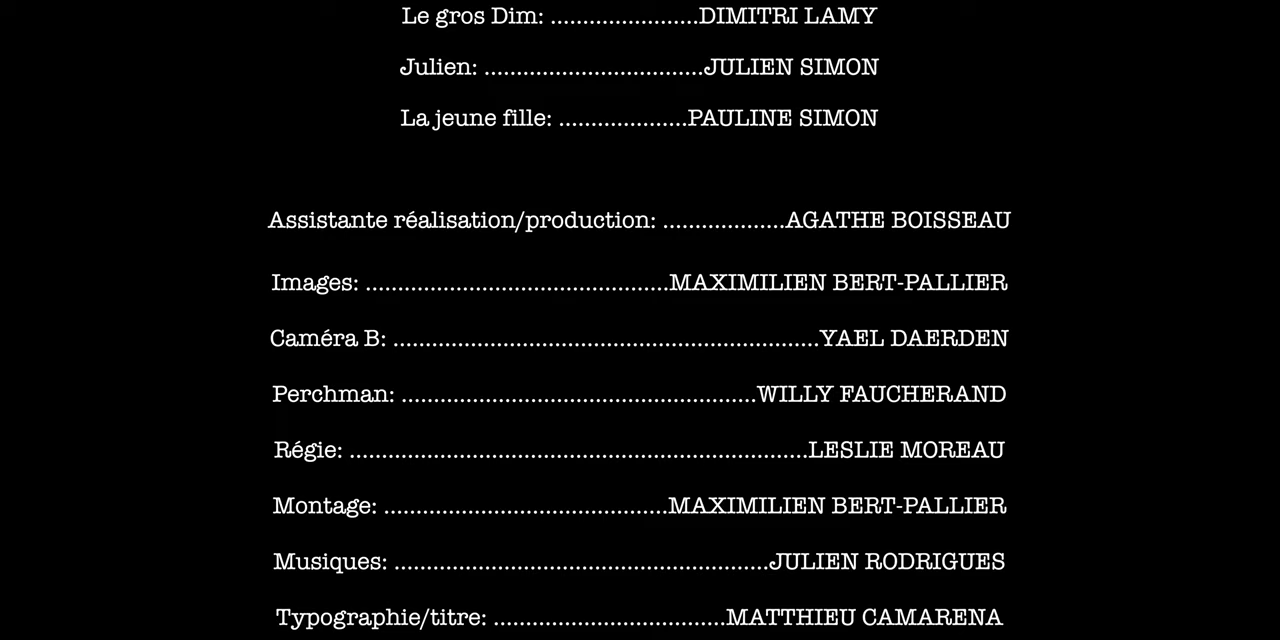 Le gros Dim: .......................DIMITRI LAMY
Julien: ..................................JULIEN SIMON
La jeune fille: ....................PAULINE SIMON
Assistante réalisation/production: ...................AGATHE BOISSEAU
Images: ...............................................MAXIMILIEN BERT-PALLIER
Caméra B: ..................................................................YAEL DAERDEN
Perchman: .......................................................WILLY FAUCHERAND
Régie: .......................................................................LESLIE MOREAU
Montage: ............................................MAXIMILIEN BERT-PALLIER
Musiques: ..........................................................JULIEN RODRIGUES
Typographie/titre: ....................................MATTHIEU CAMARENA